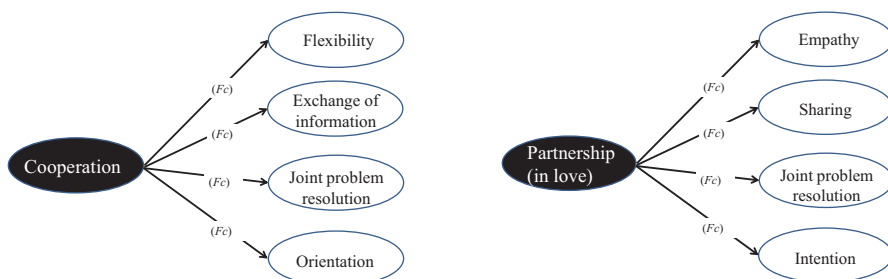 Cooperation
(Fc)
(Fc)
(Fc)
(Fc)
Flexibility
Exchange of
information
Joint problem
resolution
Orientation
Partnership
(in love)
(Fc)
(Fc)
(Fc)
(Fc)
Empathy
Sharing
Joint problem
resolution
Intention